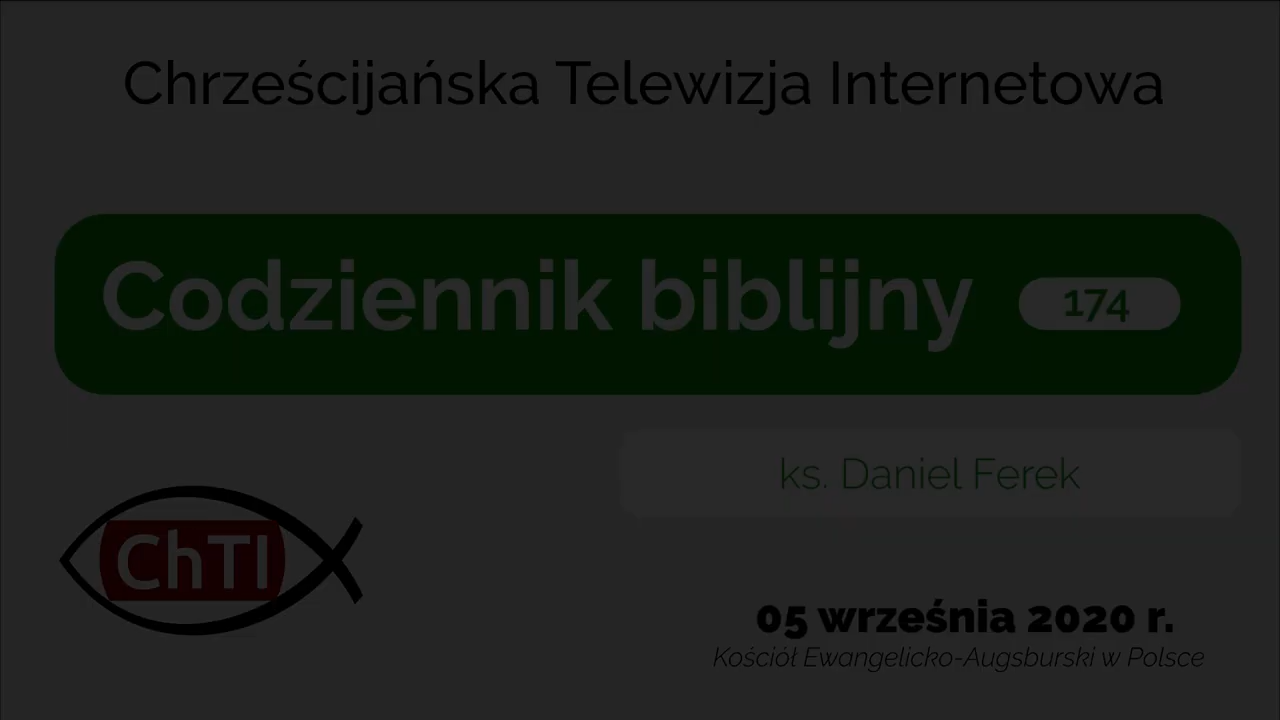 Chrześcijańska Telewizja Internetowa
Codziennik biblijny 174
ks. Daniel Ferek
ChTI
05 września 2020 r.
Kościół Ewangelicko-Augsburski w Polsce